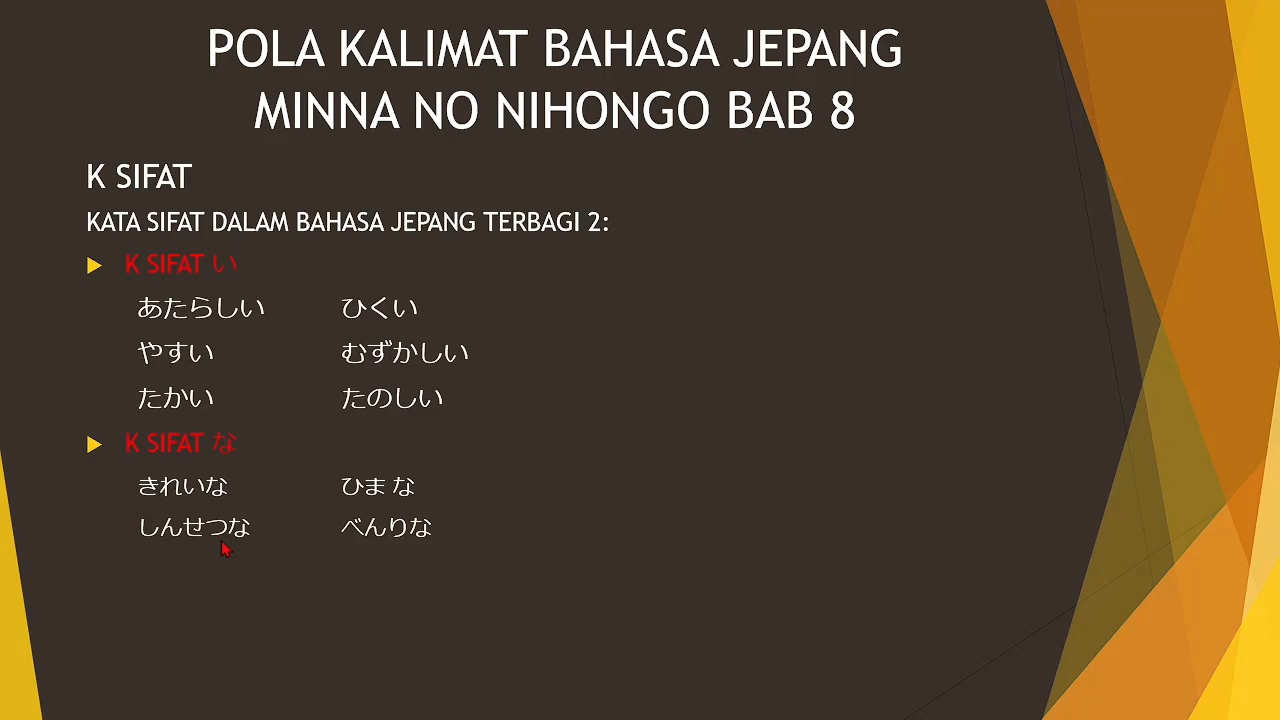 POLA KALIMAT BAHASA JEPANG
MINNA NO NIHONGO BAB 8
K SIFAT
KATA SIFAT DALAM BAHASA JEPANG TERBAGI 2:
K SIFAT い
あたらしい ひくい
やすい むずかしい
たかい たのしい
K SIFAT な
きれいな ひま な
しんせつな べんりな